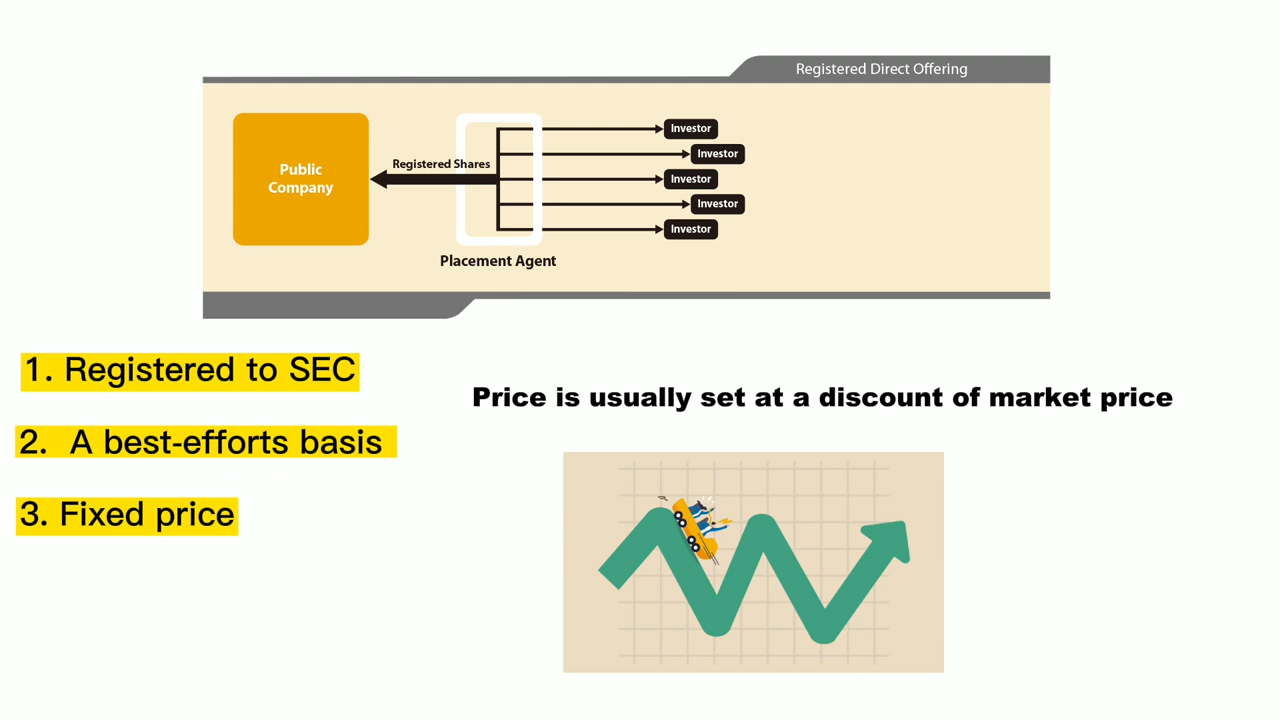 Registered Direct Offering
Public
Company
Registered Shares
Investor
Investor
Investor
Investor
Investor
Placement Agent
1. Registered to SEC
2. A best-efforts basis
3. Fixed price
Price is usually set at a discount of market price